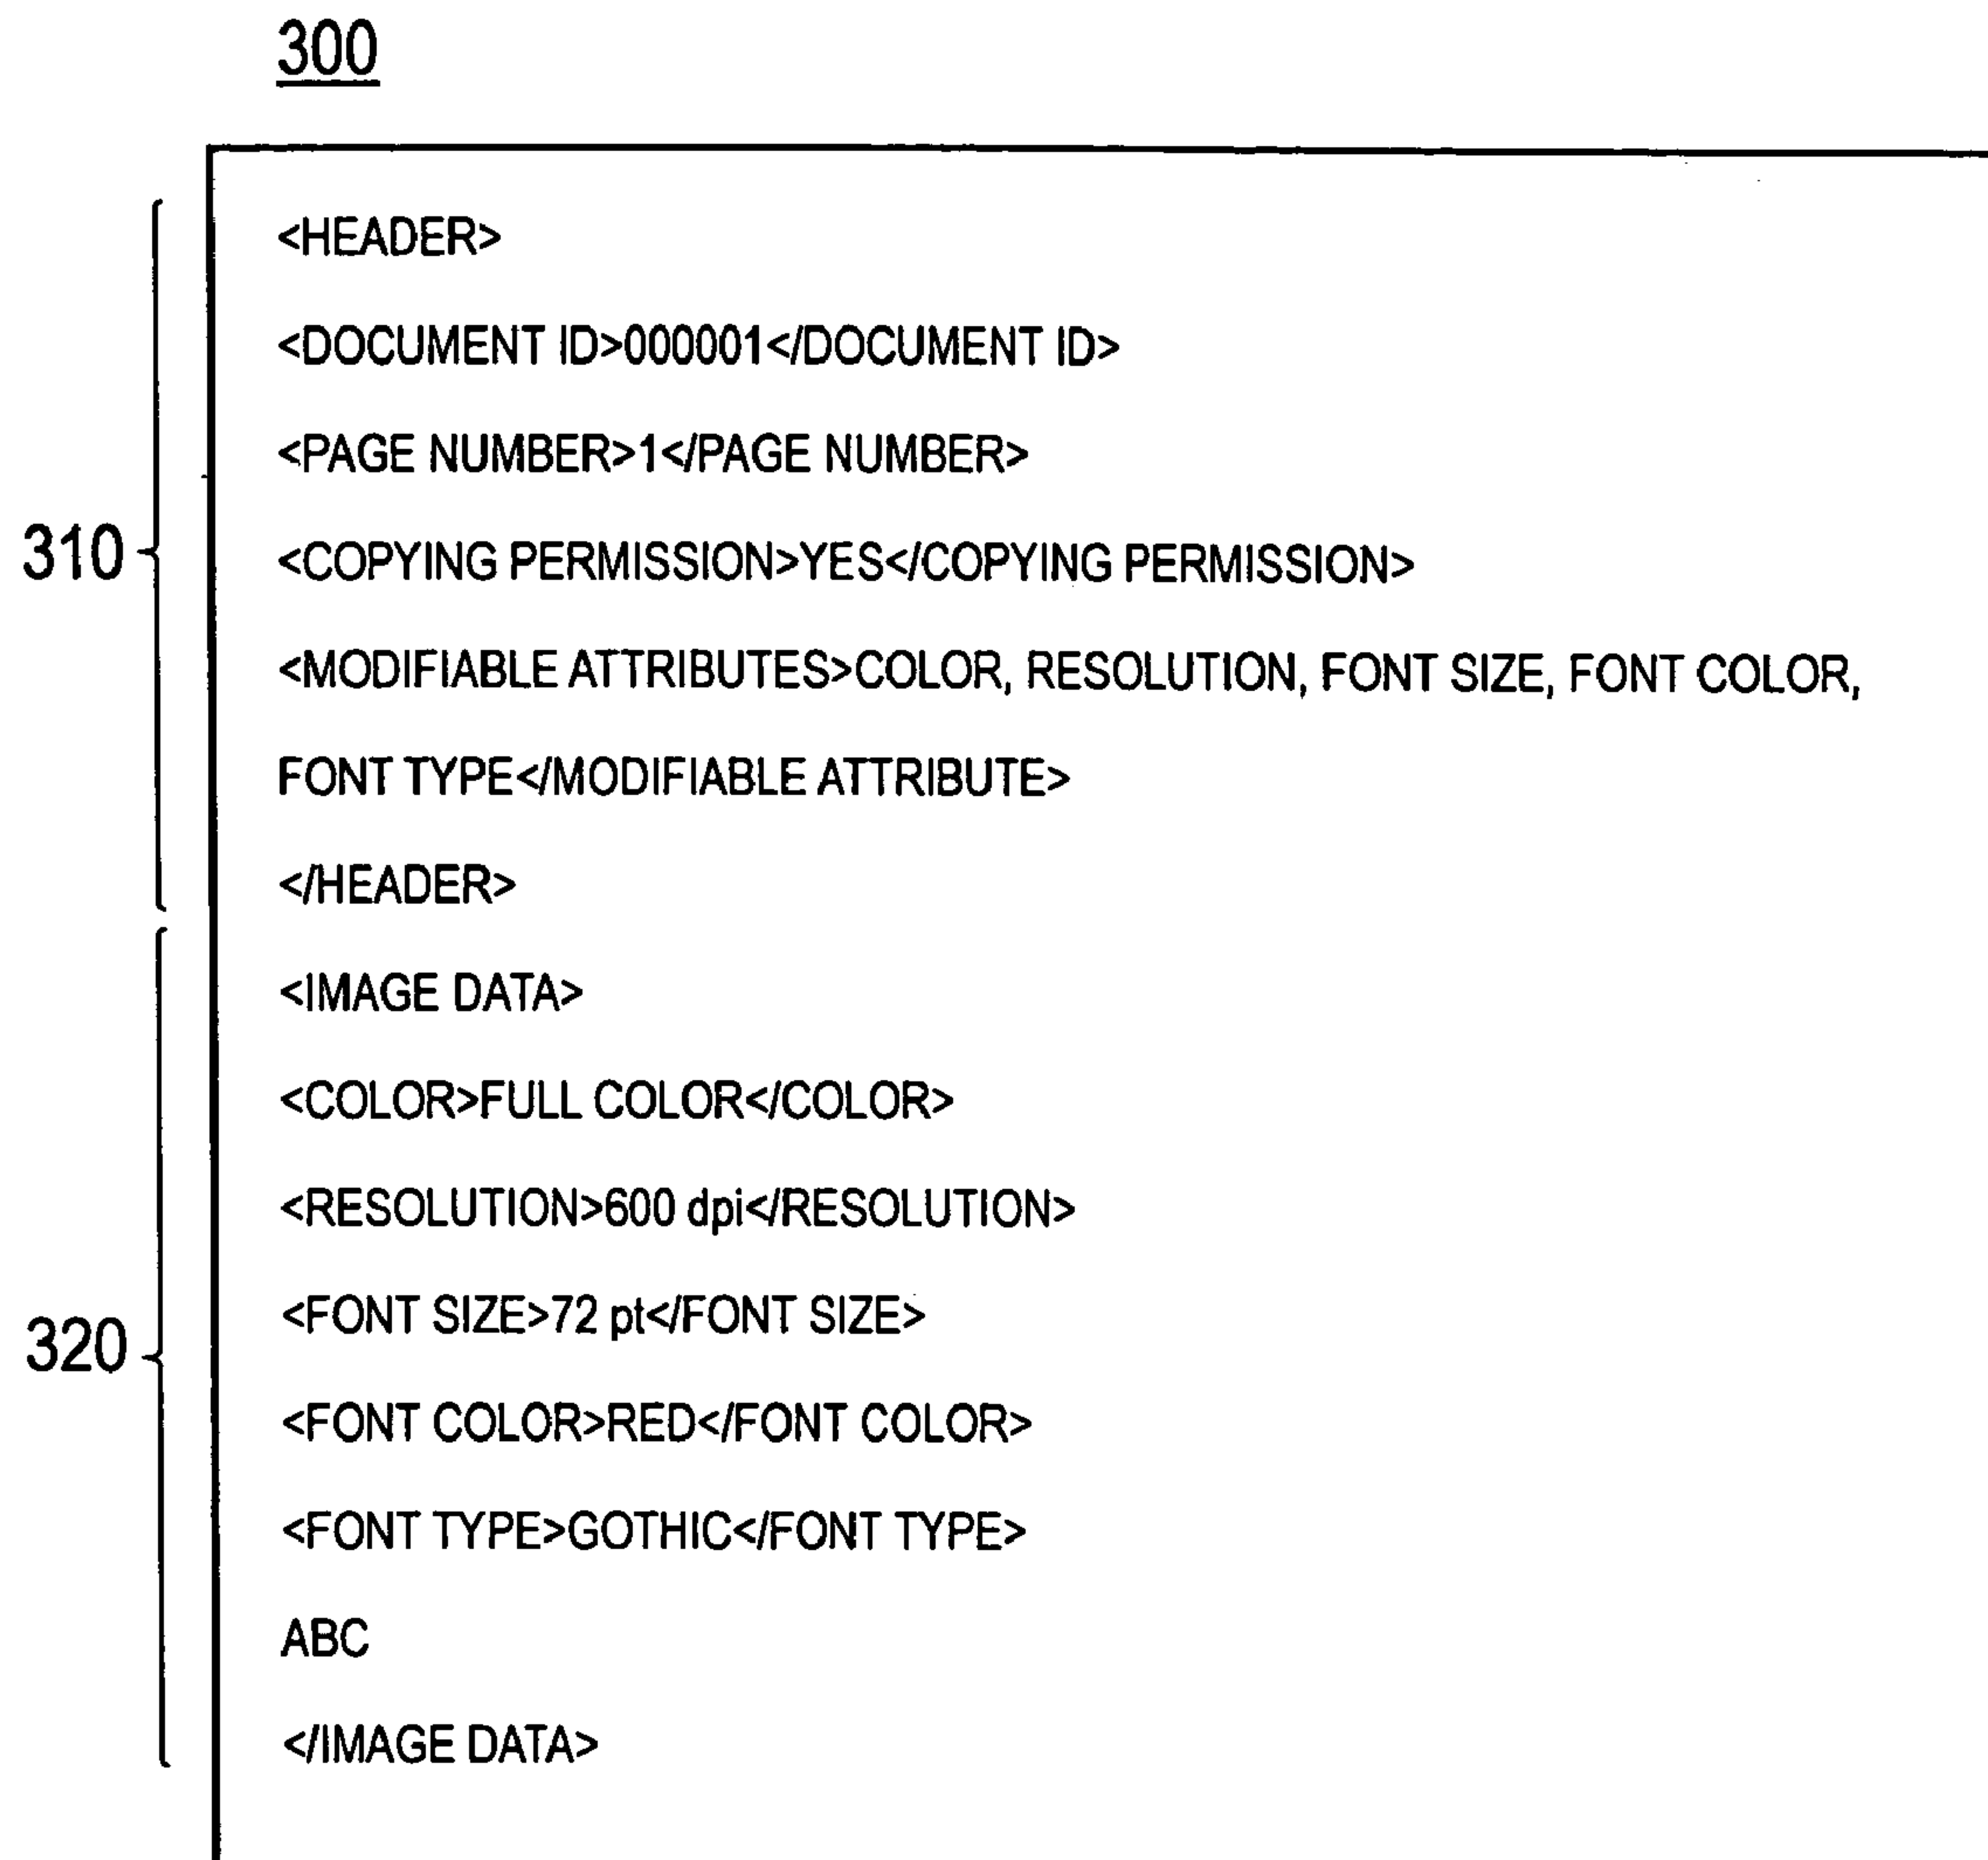 300
<HEADER>
<DOCUMENT ID>000001</DOCUMENT ID>
<PAGE NUMBER>1</PAGE NUMBER>
310
<COPYING PERMISSION>YES</COPYING PERMISSION>
<MODIFIABLE ATTRIBUTES>COLOR, RESOLUTION, FONT SIZE, FONT COLOR,
FONT TYPE</MODIFIABLE ATTRIBUTE>
</HEADER>
<IMAGE DATA>
<COLOR>FULL COLOR</COLOR>
<RESOLUTION>600 dpi</RESOLUTION>
<FONT SIZE>72 pt</FONT SIZE>
320
<FONT COLOR>RED</FONT COLOR>
<FONT TYPE>GOTHIC</FONT TYPE>
ABC
</IMAGE DATA>